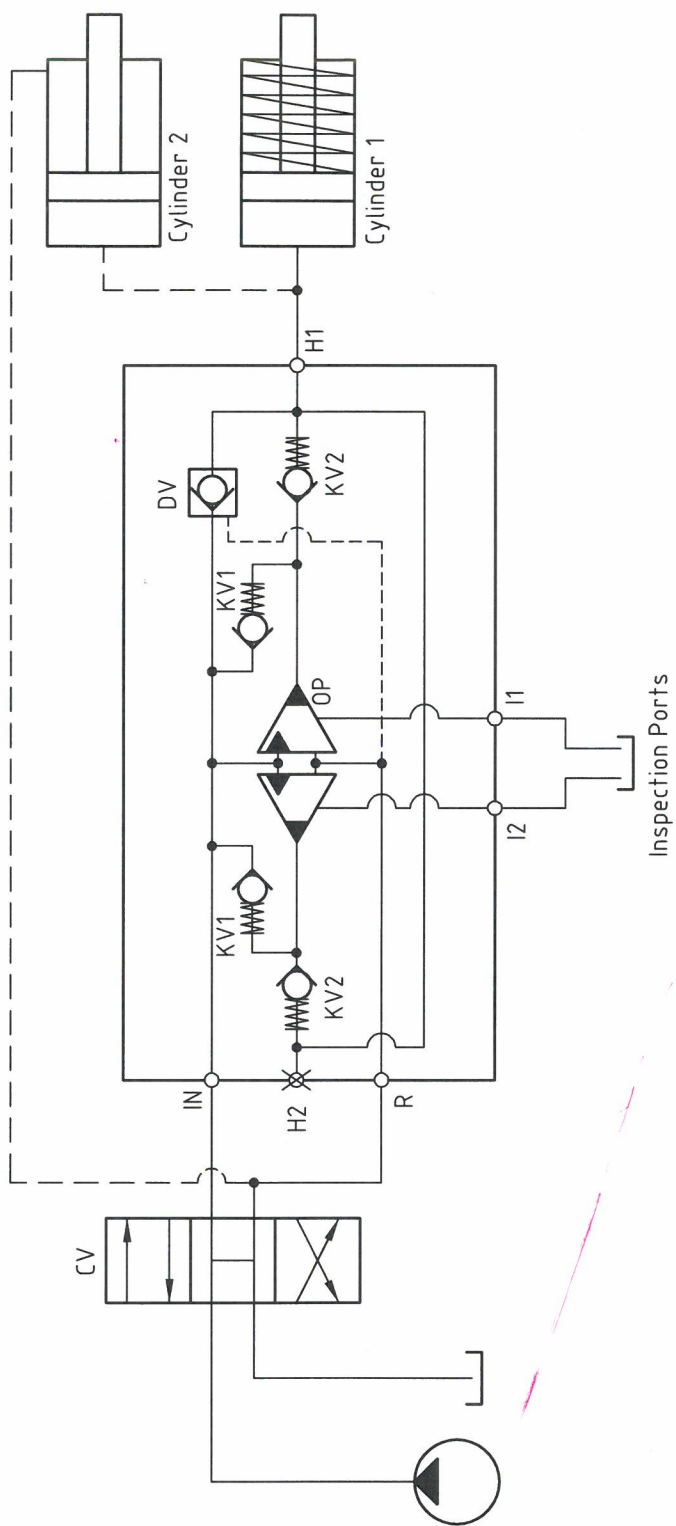 Cylinder 2
Cylinder 1
H1
DV
KV2
KV1
OP
I1
I2
Inspection Ports
KV1
KV2
IN
H2
R
CV